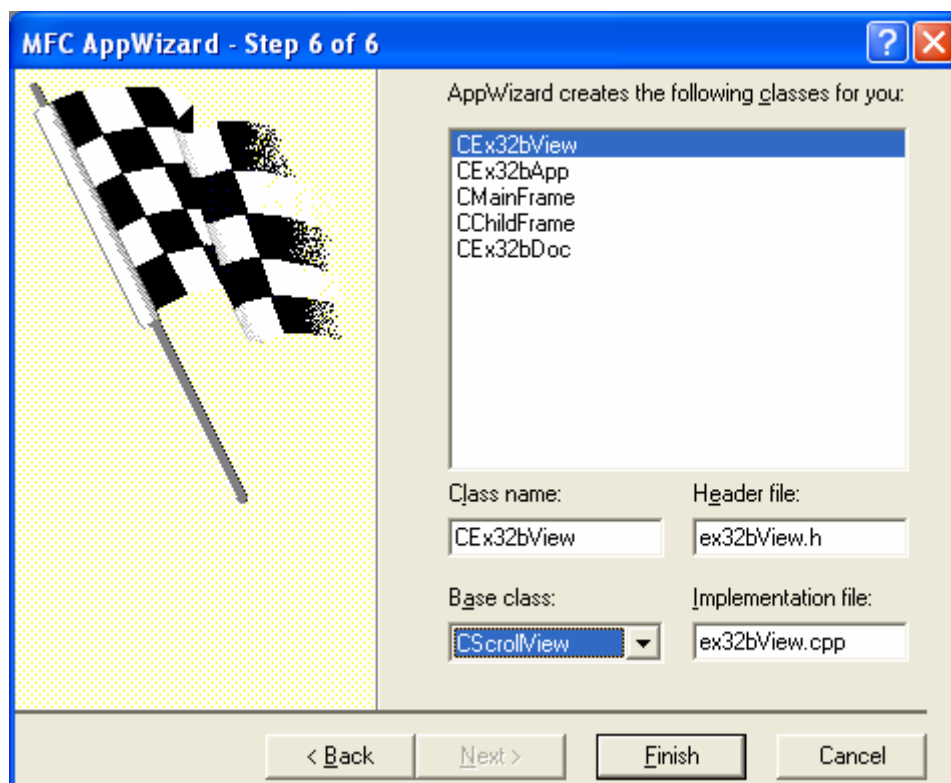 MFC AppWizard - Step 6 of 6
?
AppWizard creates the following classes for you:
CEx32bView
CEx32bApp
CMainFrame
CChildFrame
CEx32bDoc
Class name:
Header file:
CEx32bView
ex32bView.h
Base class:
Implementation file:
CScrollView
ex32bView.cpp
< Back
Next >
Finish
Cancel